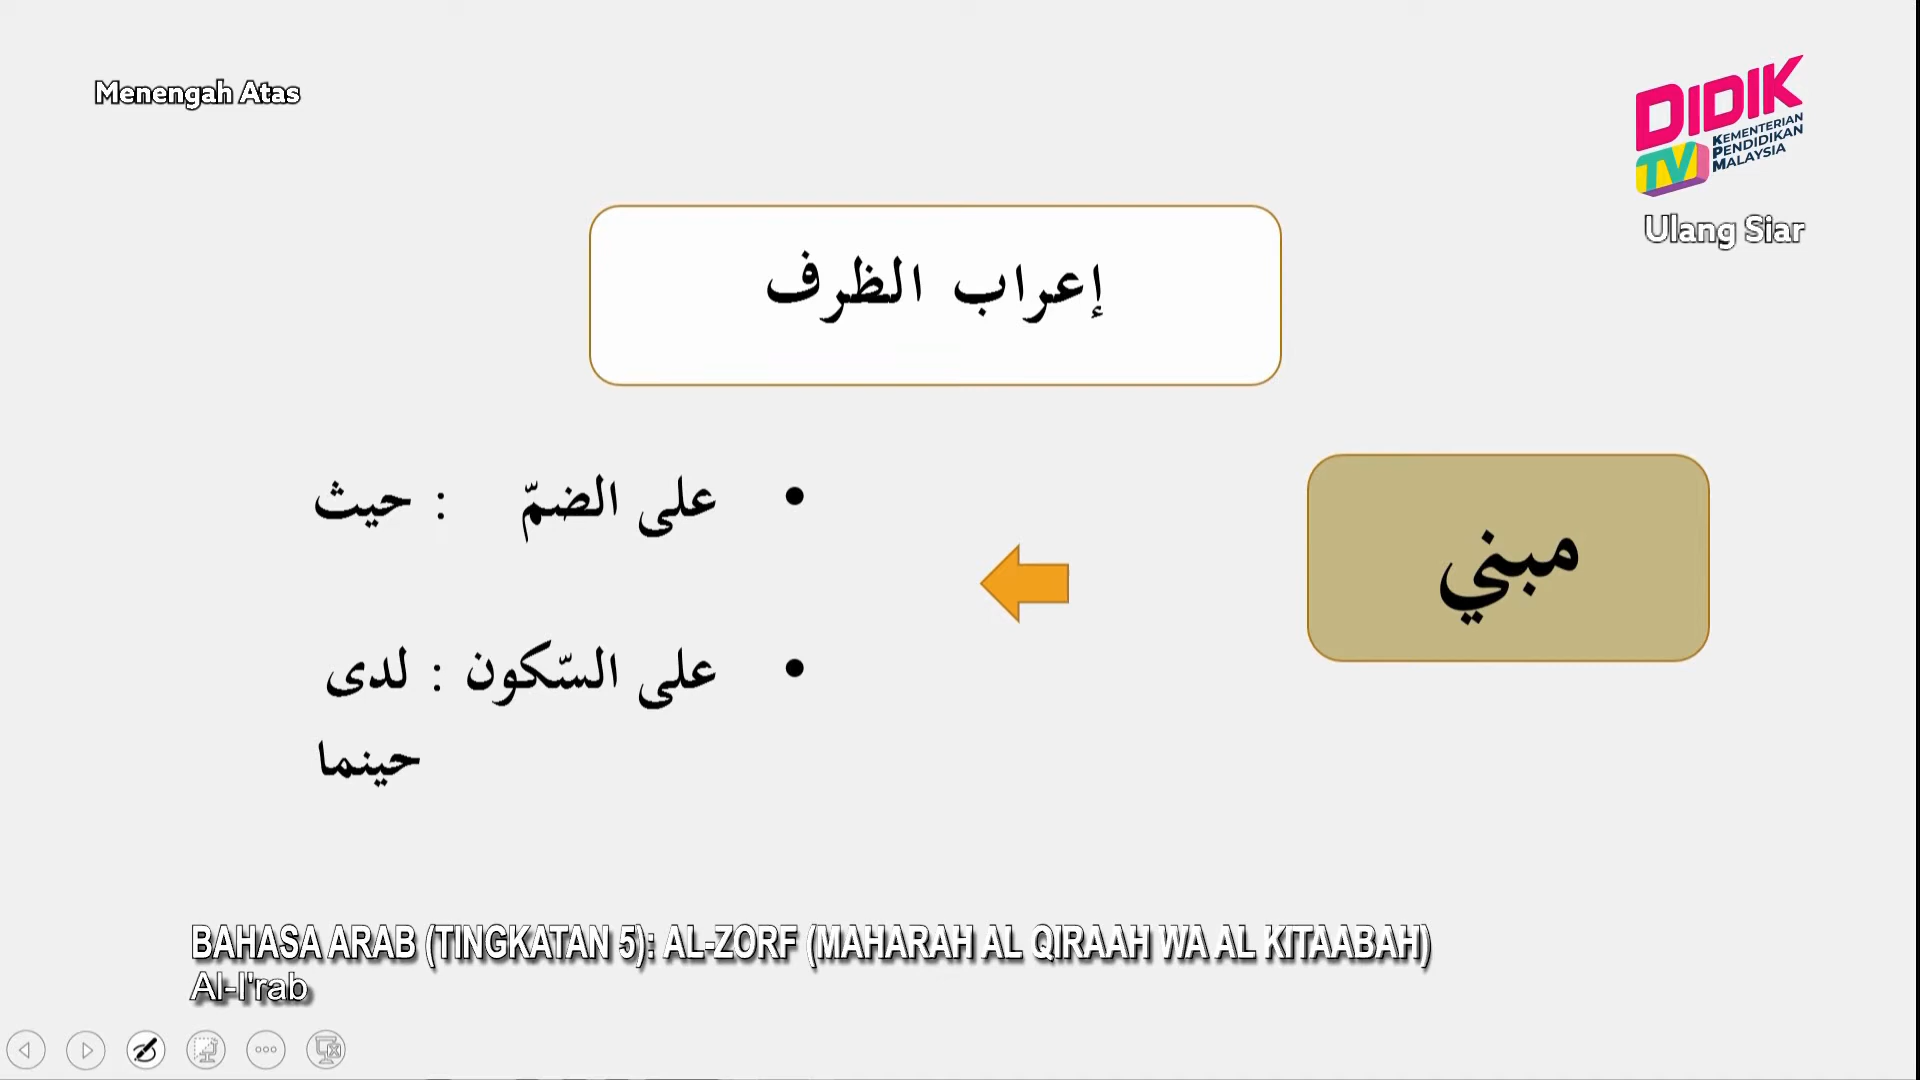 Menengah Atas
DIDIK
TV
KEMENTERIAN
PENDIDIKAN
MALAYSIA
Ulang Siar
إعراب الظرف
مبني
• على الضمّ : حيث
• على السّكون : لدى
حينما
BAHASA ARAB (TINGKATAN 5): AL-ZORF (MAHARAH AL QIRAAH WA AL KITAABAH)
Al-I'rab